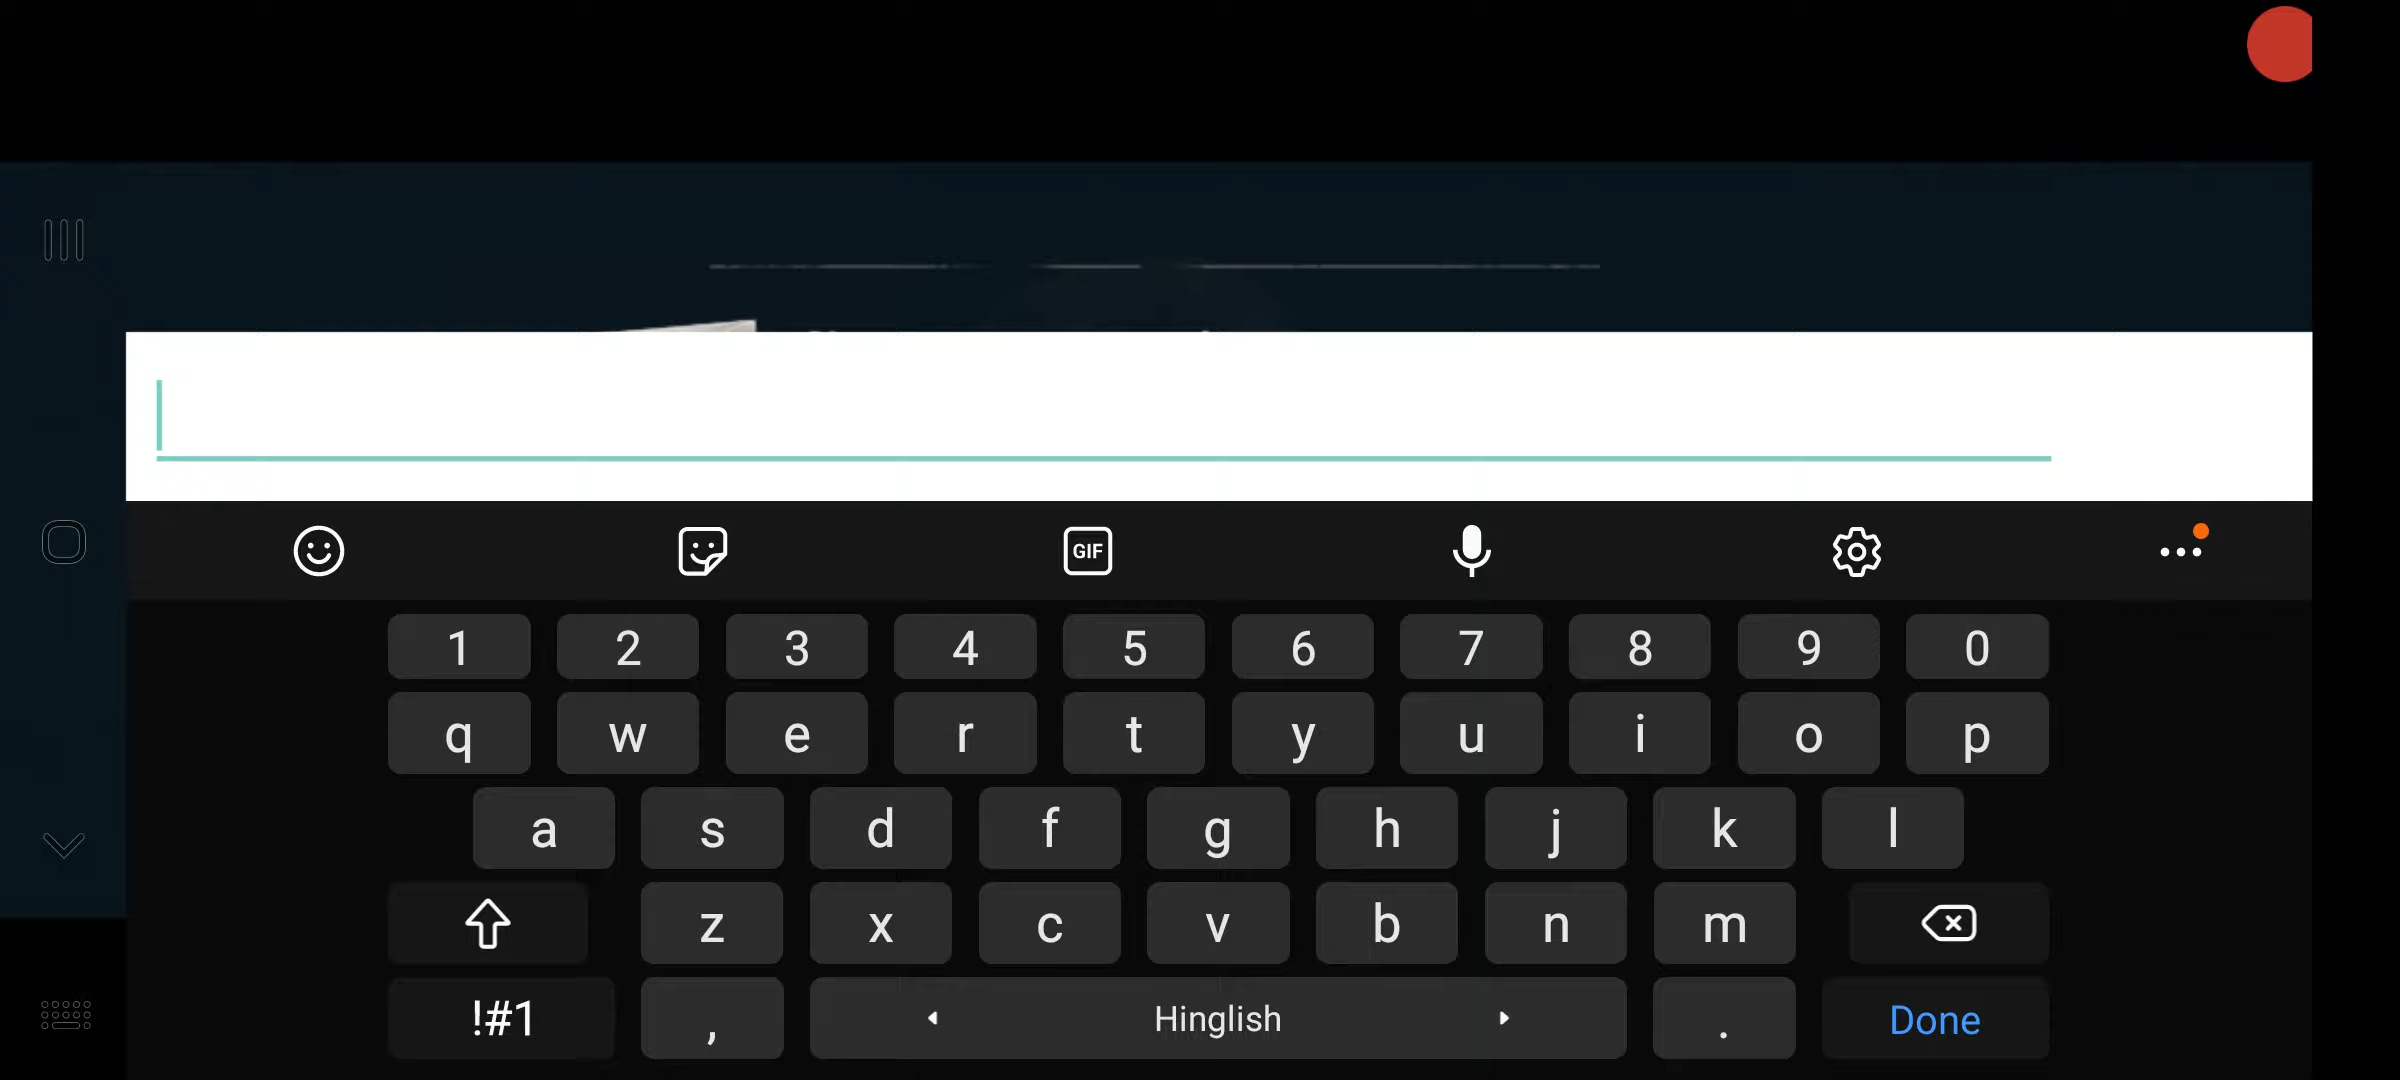 GIF
1 2 3 4 5 6 7 8 9 0
q w e r t y u i o p
a s d f g h j k l
z x c v b n m
!#1 , Hinglish . Done